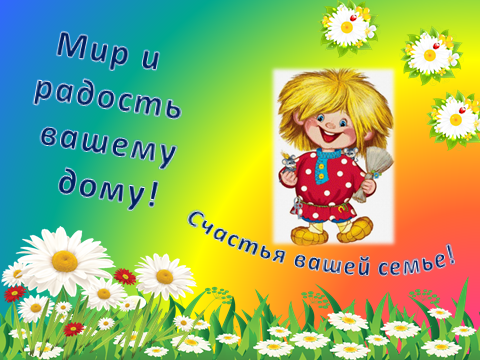 Мир и
радость
вашему
дому!
Счастья вашей семье!